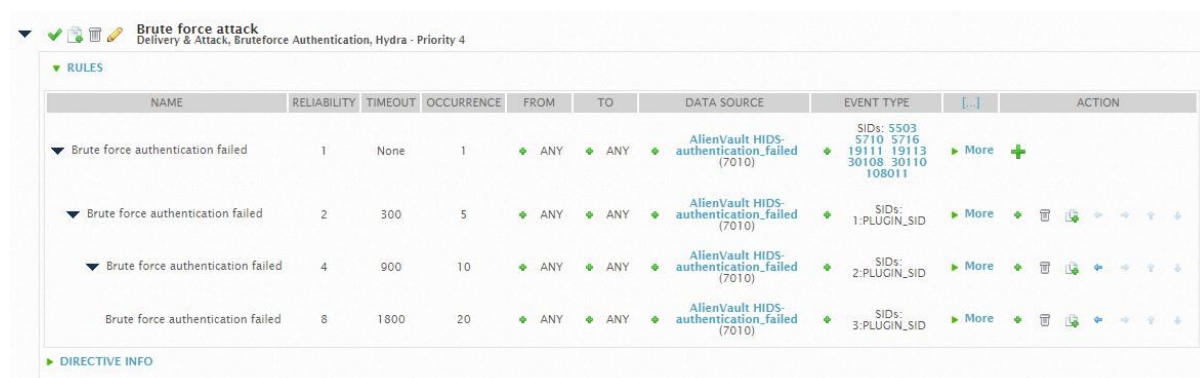 Brute force attack
Delivery & Attack, Bruteforce Authentication, Hydra - Priority 4
RULES
NAME RELIABILITY TIMEOUT OCCURRENCE FROM TO DATA SOURCE EVENT TYPE [...] ACTION
Brute force authentication failed 1 None 1 ANY ANY AlienVault HIDS-authentication_failed (7010) SIDs: 5503 5710 5716 19111 19113 30108 30110 108011 More
Brute force authentication failed 2 300 5 ANY ANY AlienVault HIDS-authentication_failed (7010) SIDs: 1:PLUGIN_SID More
Brute force authentication failed 4 900 10 ANY ANY AlienVault HIDS-authentication_failed (7010) SIDs: 2:PLUGIN_SID More
Brute force authentication failed 8 1800 20 ANY ANY AlienVault HIDS-authentication_failed (7010) SIDs: 3:PLUGIN_SID More
DIRECTIVE INFO